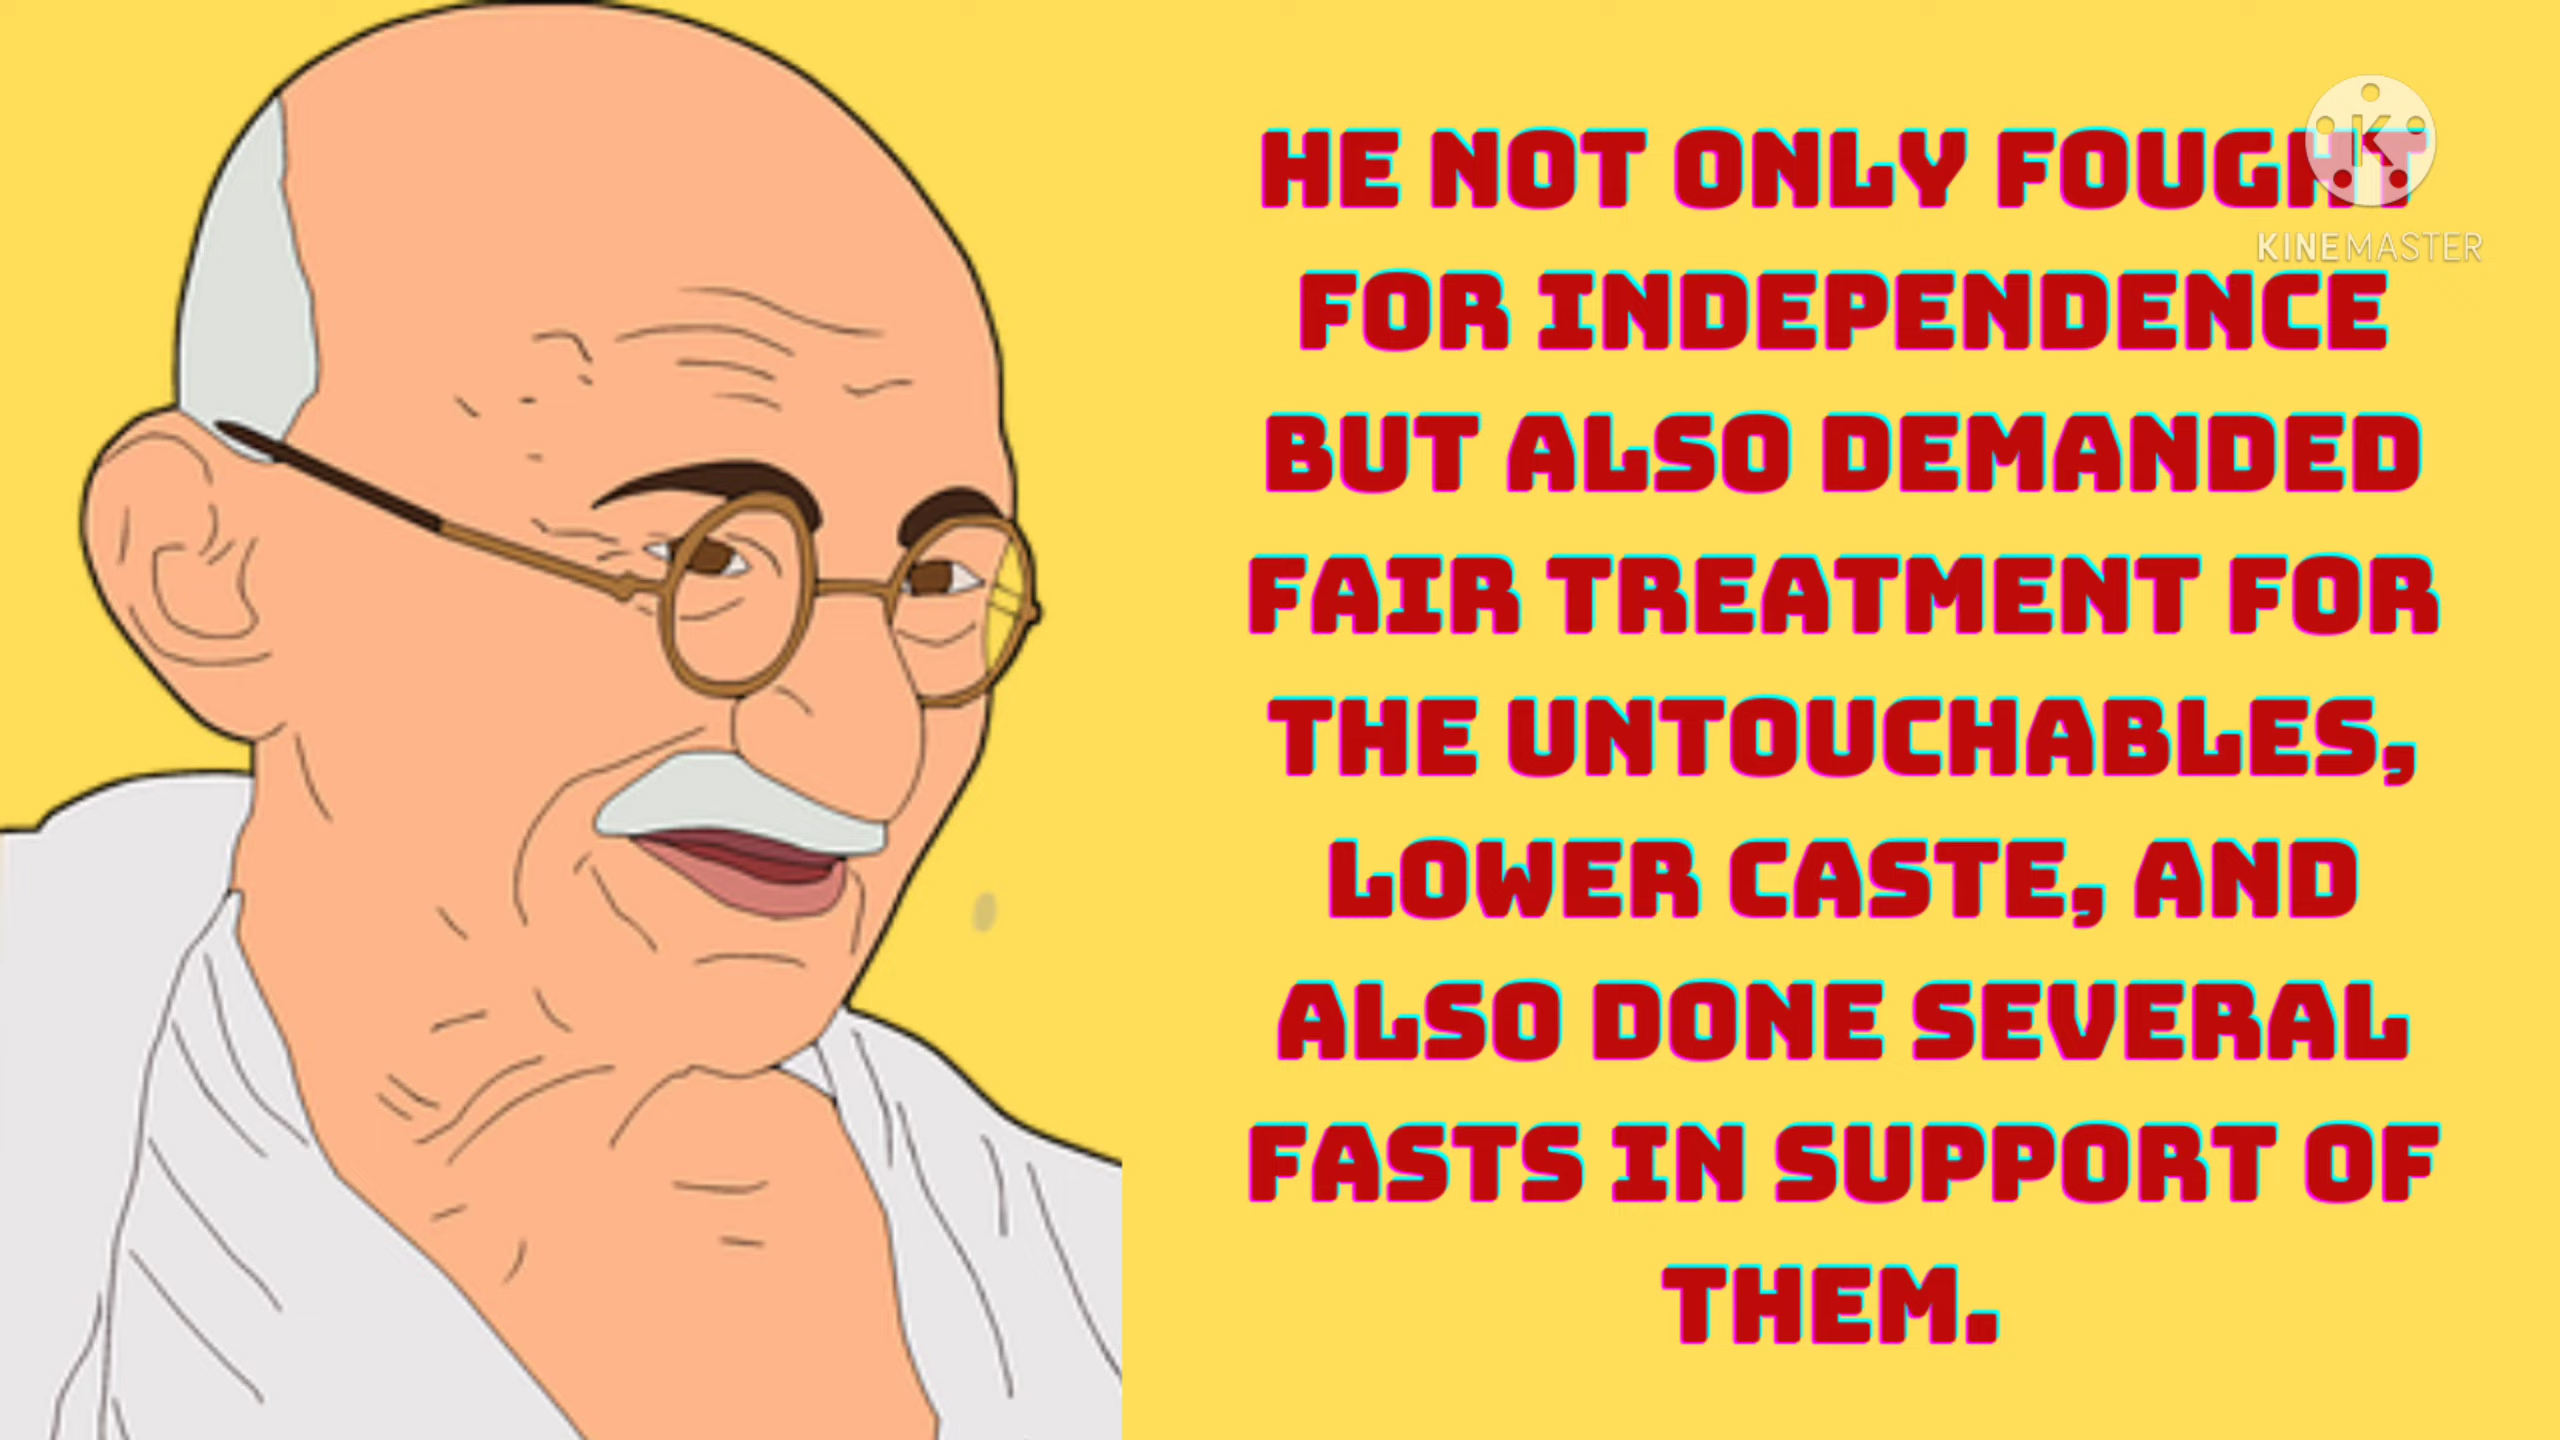 HE NOT ONLY FOUGHT
FOR INDEPENDENCE
BUT ALSO DEMANDED
FAIR TREATMENT FOR
THE UNTOUCHABLES,
LOWER CASTE, AND
ALSO DONE SEVERAL
FASTS IN SUPPORT OF
THEM.
K
KINEMASTER